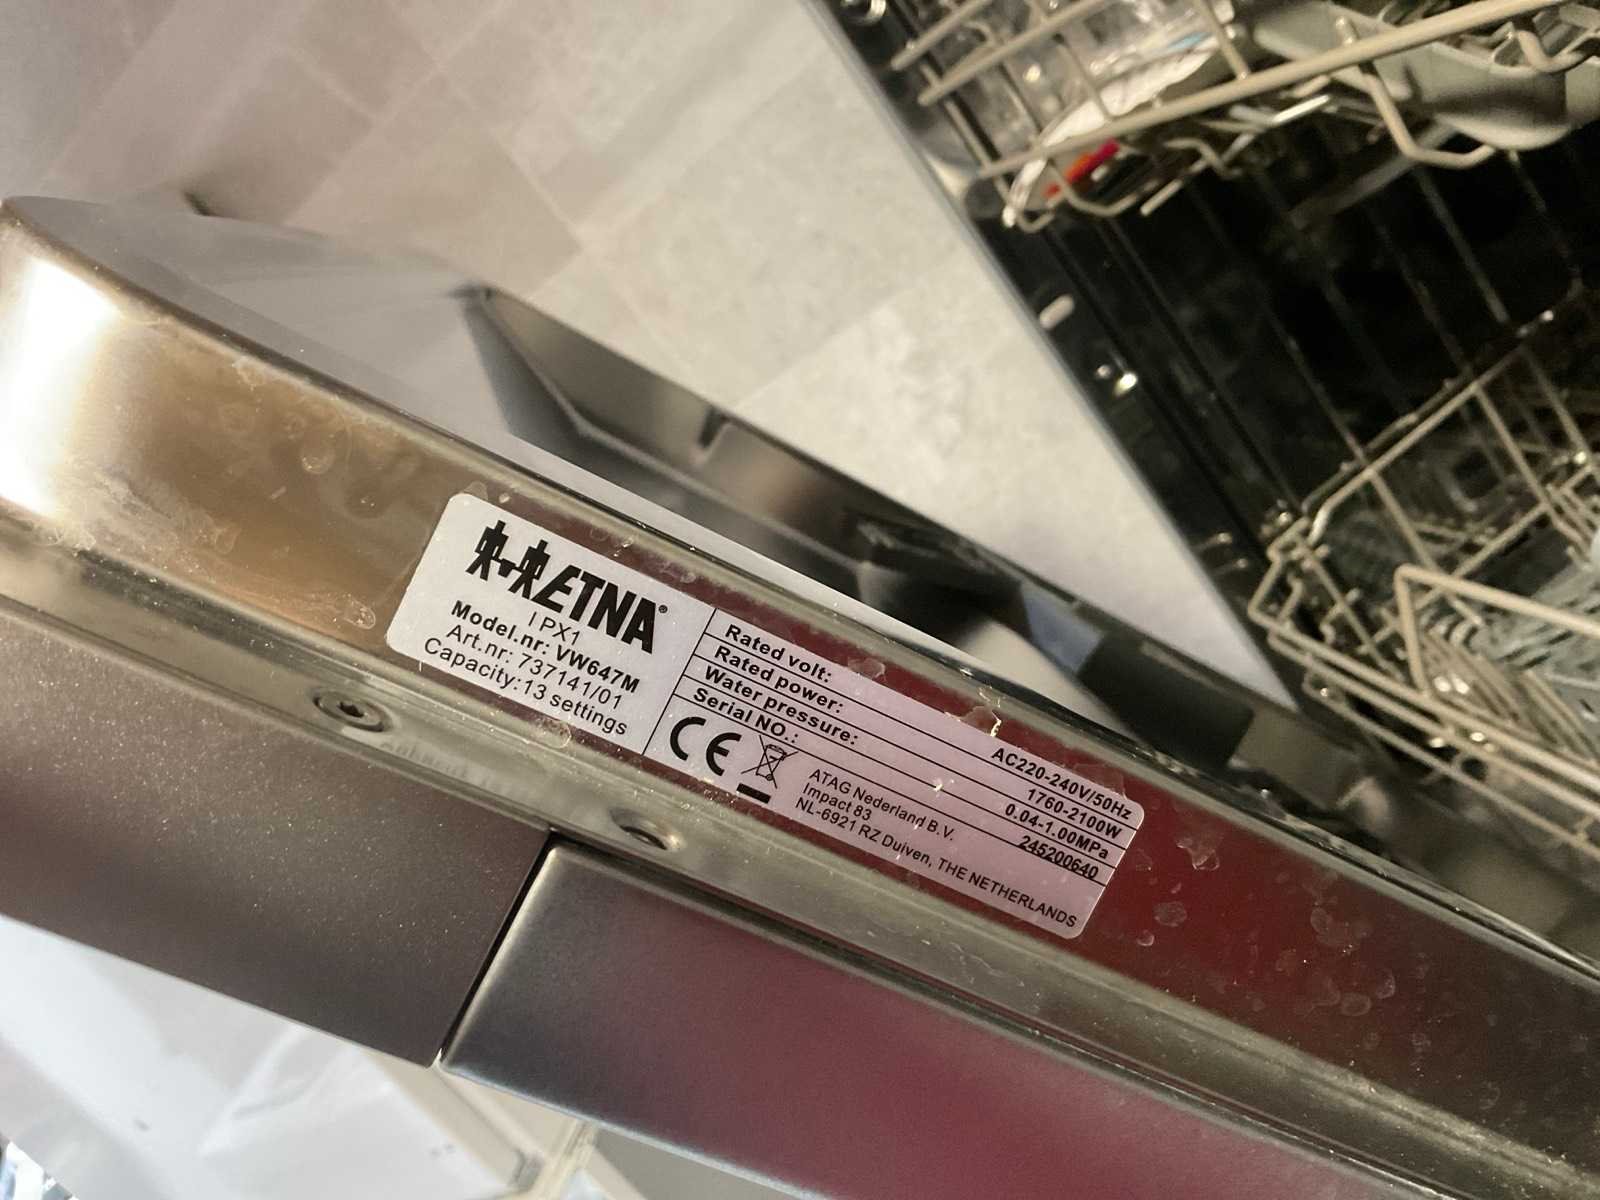 ETNA®
IPX1
Model.nr: VW647M
Art.nr: 737141/01
Capacity:13 settings
Rated volt: AC220-240V/50Hz
Rated power: 1760-2100W
Water pressure: 0.04-1.00MPa
Serial NO.: 245200640
CE
ATAG Nederland B.V.
Impact 83
NL-6921 RZ Duiven, THE NETHERLANDS